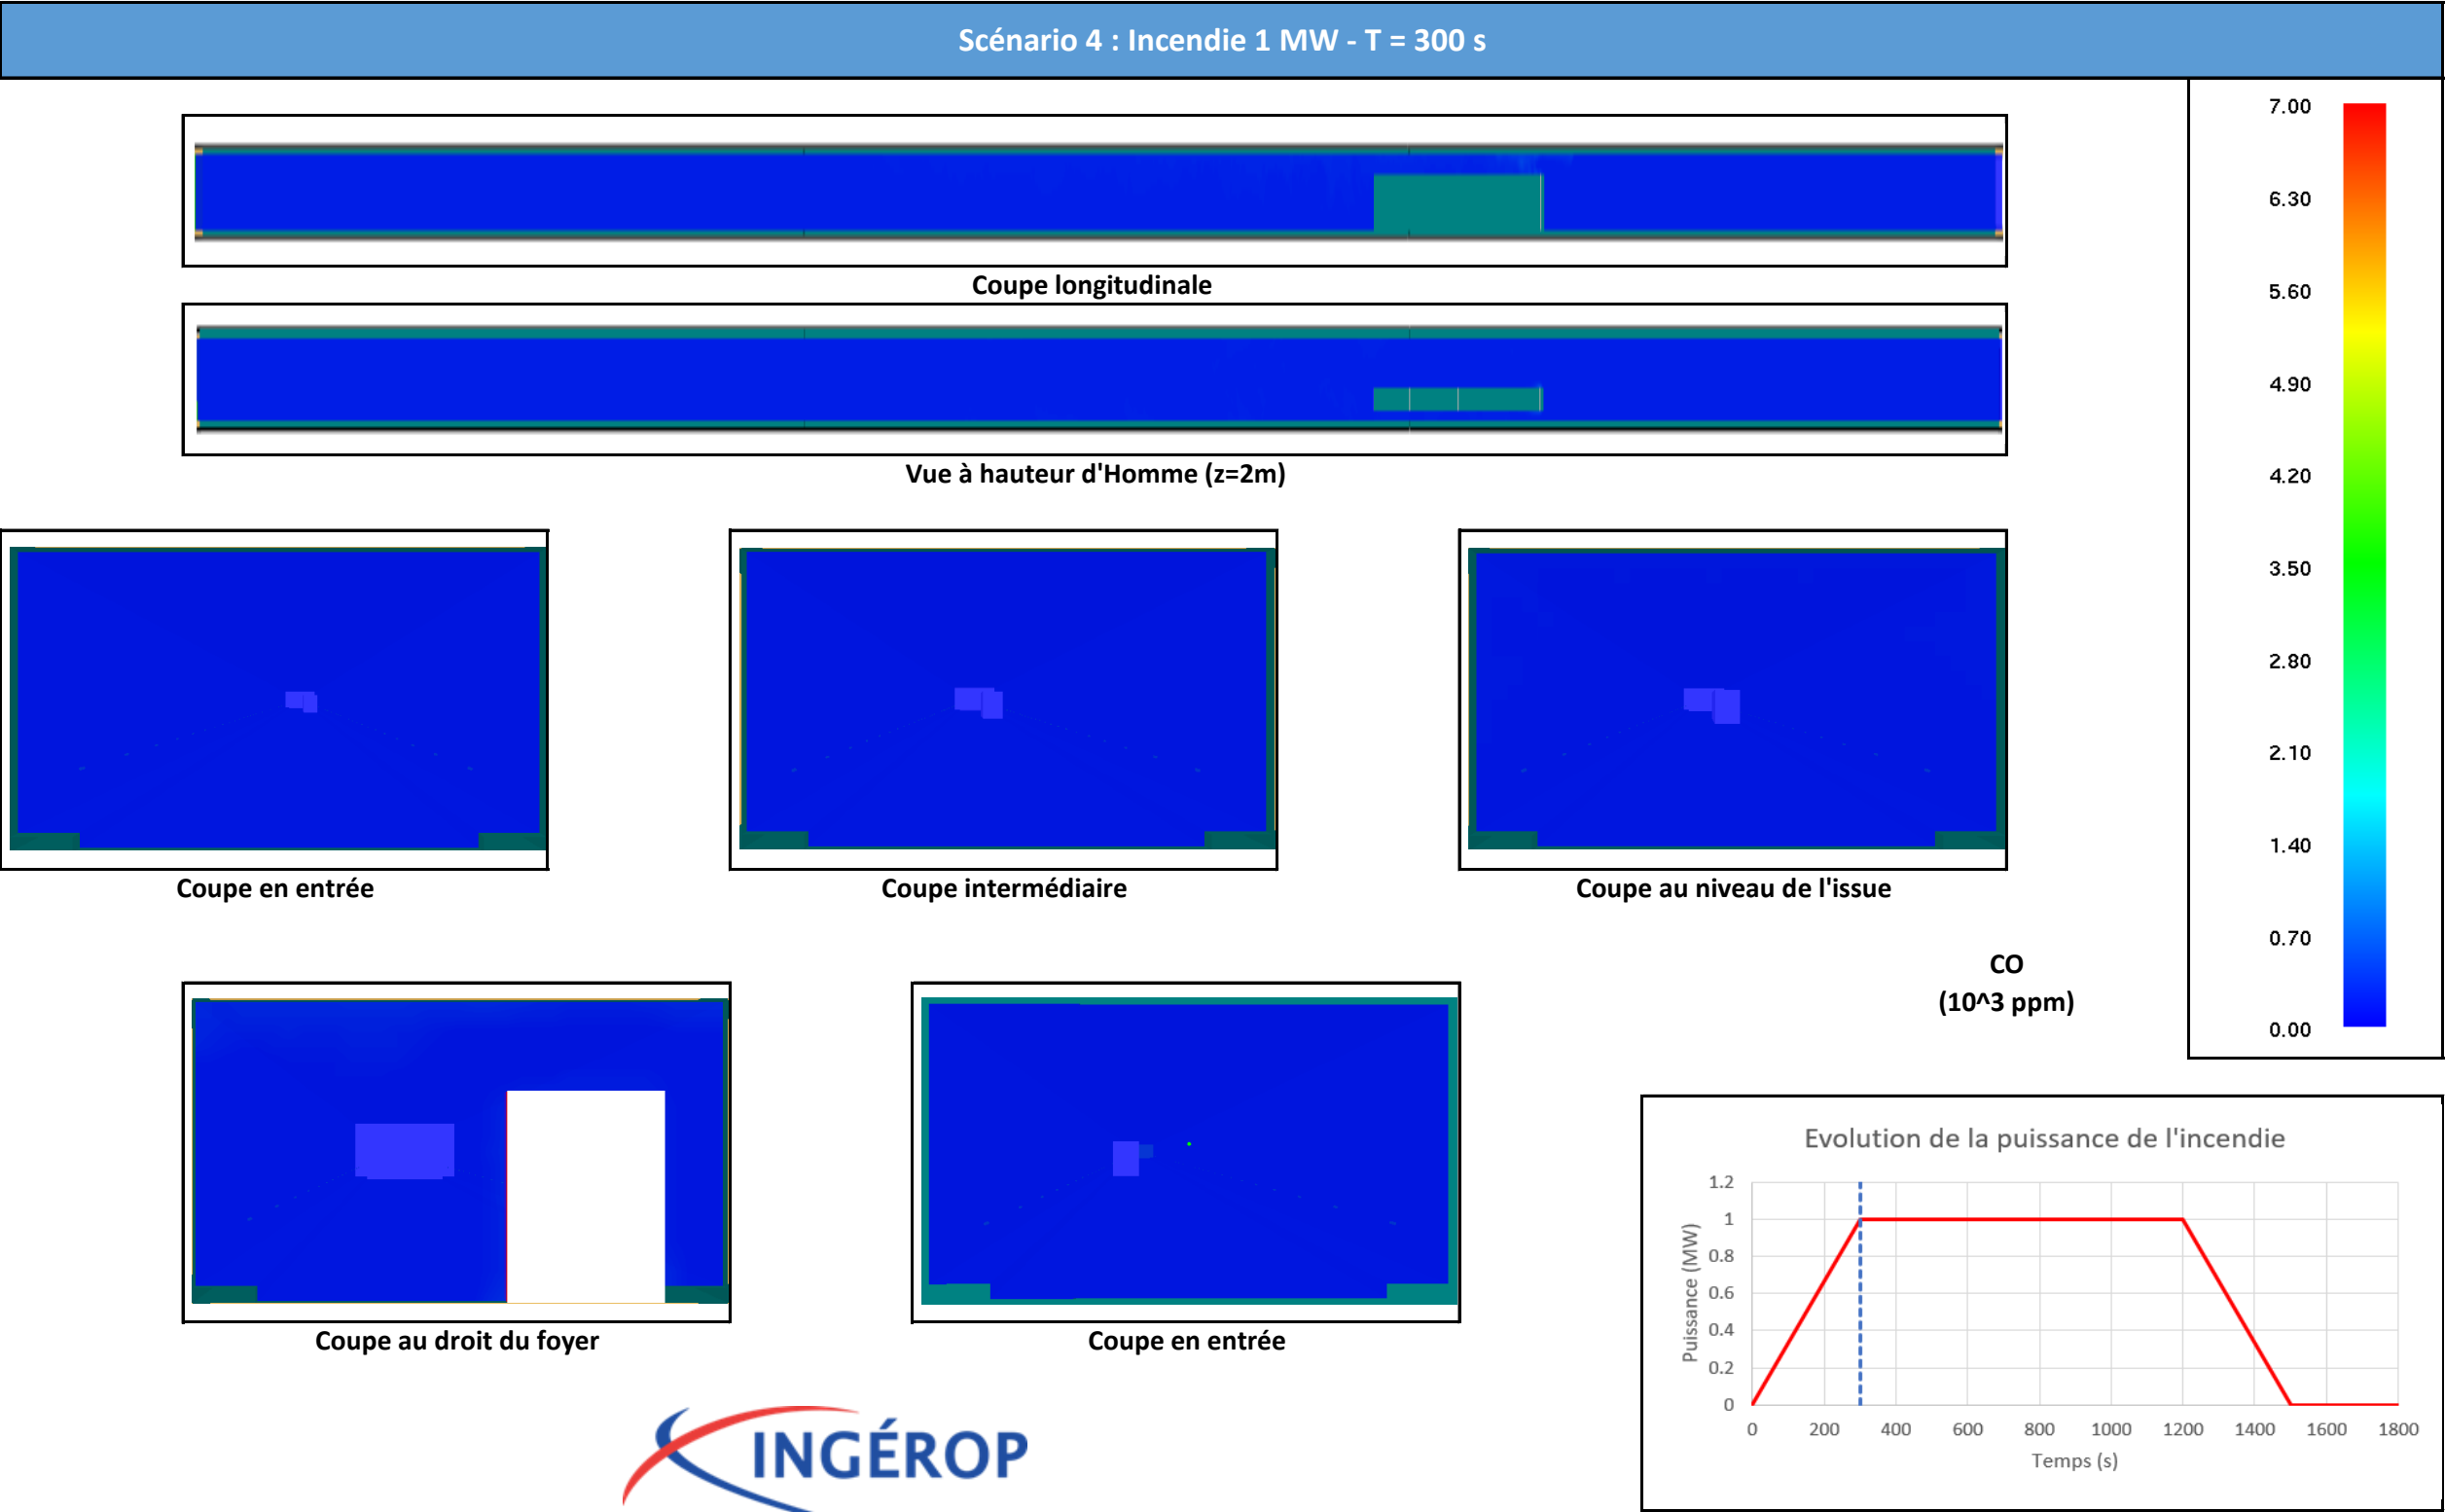 Scénario 4 : Incendie 1 MW - T = 300 s
Coupe longitudinale
Vue à hauteur d'Homme (z=2m)
Coupe en entrée
Coupe intermédiaire
Coupe au niveau de l'issue
Coupe au droit du foyer
Coupe en entrée
CO
(10^3 ppm)
7.00
6.30
5.60
4.90
4.20
3.50
2.80
2.10
1.40
0.70
0.00
Evolution de la puissance de l'incendie
Puissance (MW)
1.2
1
0.8
0.6
0.4
0.2
0
0 200 400 600 800 1000 1200 1400 1600 1800
Temps (s)
INGÉROP